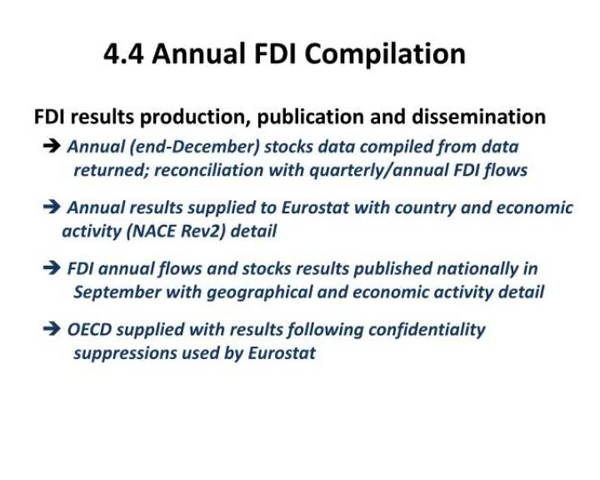 4.4 Annual FDI Compilation
FDI results production, publication and dissemination
➔ Annual (end-December) stocks data compiled from data
returned; reconciliation with quarterly/annual FDI flows
➔ Annual results supplied to Eurostat with country and economic
activity (NACE Rev2) detail
➔ FDI annual flows and stocks results published nationally in
September with geographical and economic activity detail
➔ OECD supplied with results following confidentiality
suppressions used by Eurostat